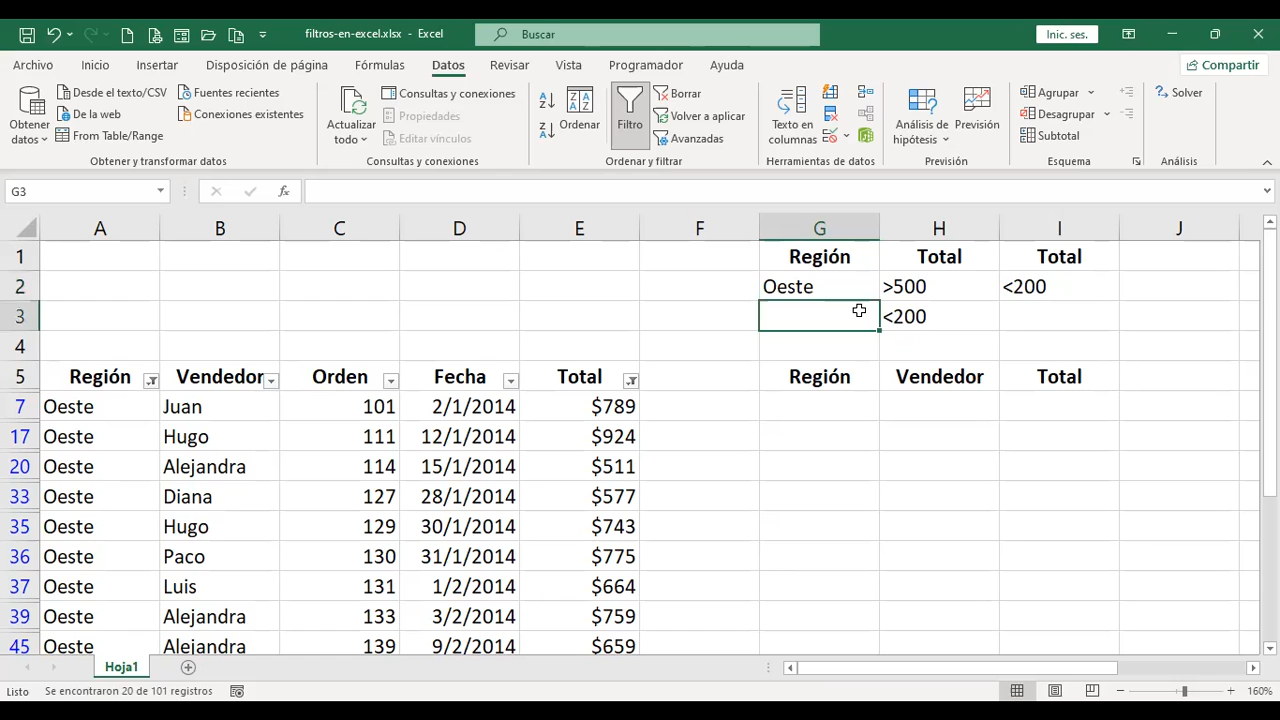 filtros-en-excel.xlsx - Excel
Buscar
Inic. ses.
Archivo Inicio Insertar Disposición de página Fórmulas Datos Revisar Vista Programador Ayuda
Compartir
Obtener datos
Desde el texto/CSV
De la web
From Table/Range
Fuentes recientes
Conexiones existentes
Obtener y transformar datos
Actualizar todo
Consultas y conexiones
Propiedades
Editar vínculos
Consultas y conexiones
Ordenar
Filtro
Borrar
Volver a aplicar
Avanzadas
Ordenar y filtrar
Texto en columnas
Herramientas de datos
Análisis de hipótesis
Previsión
Previsión
Agrupar
Desagrupar
Subtotal
Esquema
Solver
Análisis
G3
A B C D E F G H I J
1 Región Total Total
2 Oeste >500 <200
3 <200
4
5 Región Vendedor Orden Fecha Total Región Vendedor Total
7 Oeste Juan 101 2/1/2014 $789
17 Oeste Hugo 111 12/1/2014 $924
20 Oeste Alejandra 114 15/1/2014 $511
33 Oeste Diana 127 28/1/2014 $577
35 Oeste Hugo 129 30/1/2014 $743
36 Oeste Paco 130 31/1/2014 $775
37 Oeste Luis 131 1/2/2014 $664
39 Oeste Alejandra 133 3/2/2014 $759
45 Oeste Alejandra 139 9/2/2014 $659
Hoja1
Listo Se encontraron 20 de 101 registros
160%